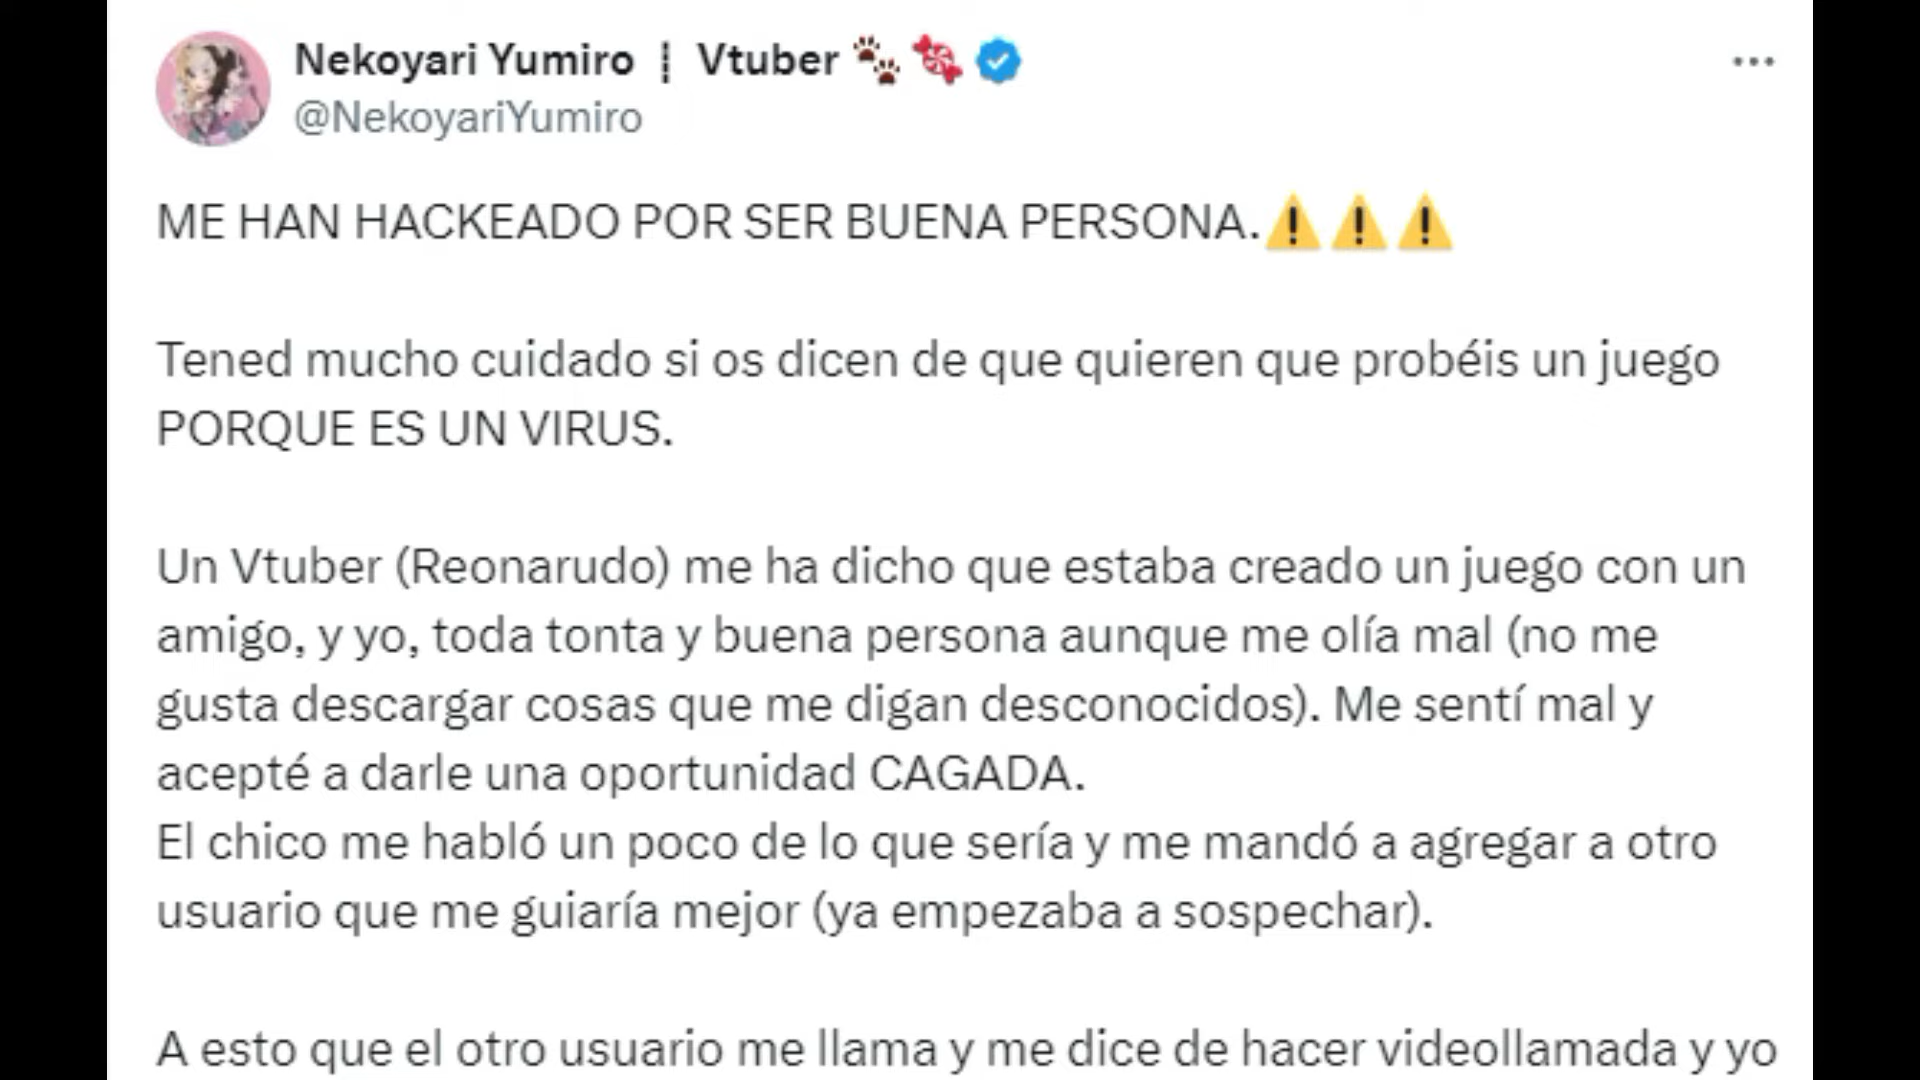 Nekoyari Yumiro ┋ Vtuber 🐾🍬
@NekoyariYumiro
ME HAN HACKEADO POR SER BUENA PERSONA.⚠️⚠️⚠️
Tened mucho cuidado si os dicen de que quieren que probéis un juego
PORQUE ES UN VIRUS.
Un Vtuber (Reonarudo) me ha dicho que estaba creado un juego con un
amigo, y yo, toda tonta y buena persona aunque me olía mal (no me
gusta descargar cosas que me digan desconocidos). Me sentí mal y
acepté a darle una oportunidad CAGADA.
El chico me habló un poco de lo que sería y me mandó a agregar a otro
usuario que me guiaría mejor (ya empezaba a sospechar).
A esto que el otro usuario me llama y me dice de hacer videollamada y yo